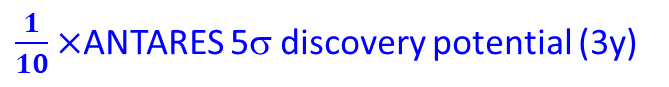 1/10 ×ANTARES 5σ discovery potential (3y)